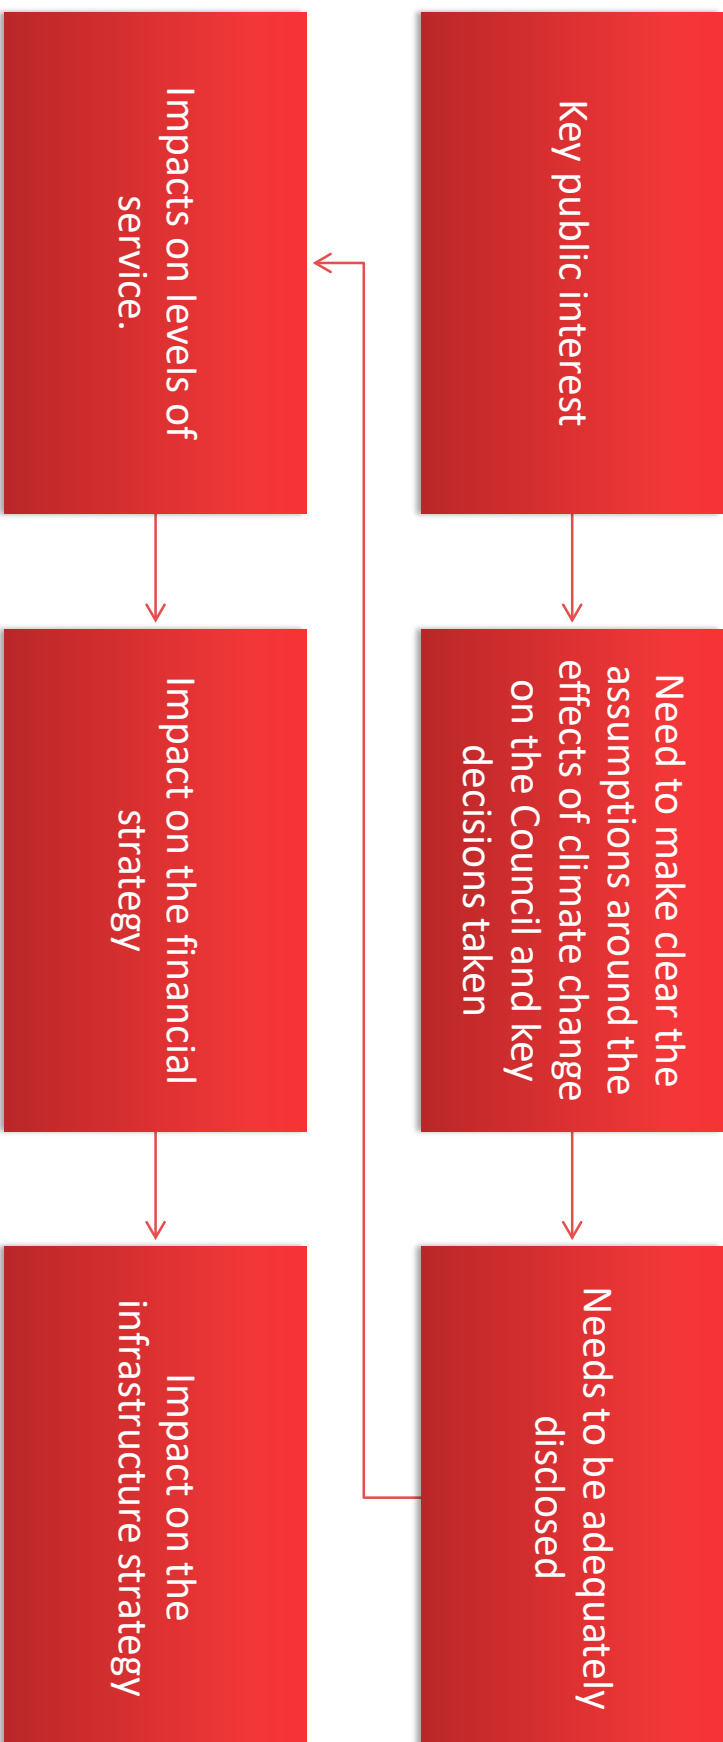 Key public interest
Need to make clear the
assumptions around the
effects of climate change
on the Council and key
decisions taken
Needs to be adequately
disclosed
Impacts on levels of
service.
Impact on the financial
strategy
Impact on the
infrastructure strategy